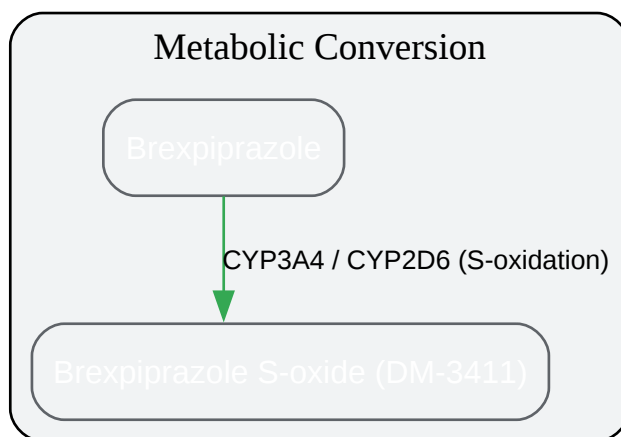 Metabolic Conversion
Brexpiprazole
CYP3A4 / CYP2D6 (S-oxidation)
Brexpiprazole S-oxide (DM-3411)